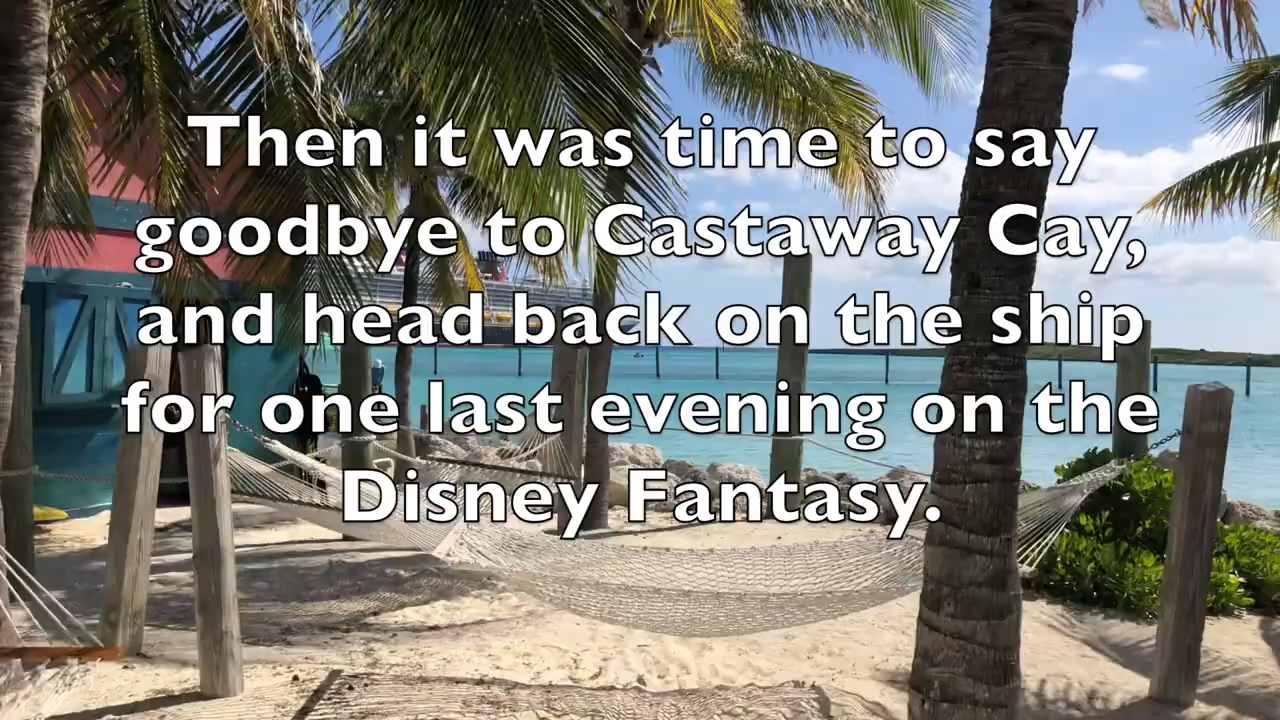 Then it was time to say
goodbye to Castaway Cay,
and head back on the ship
for one last evening on the
Disney Fantasy.